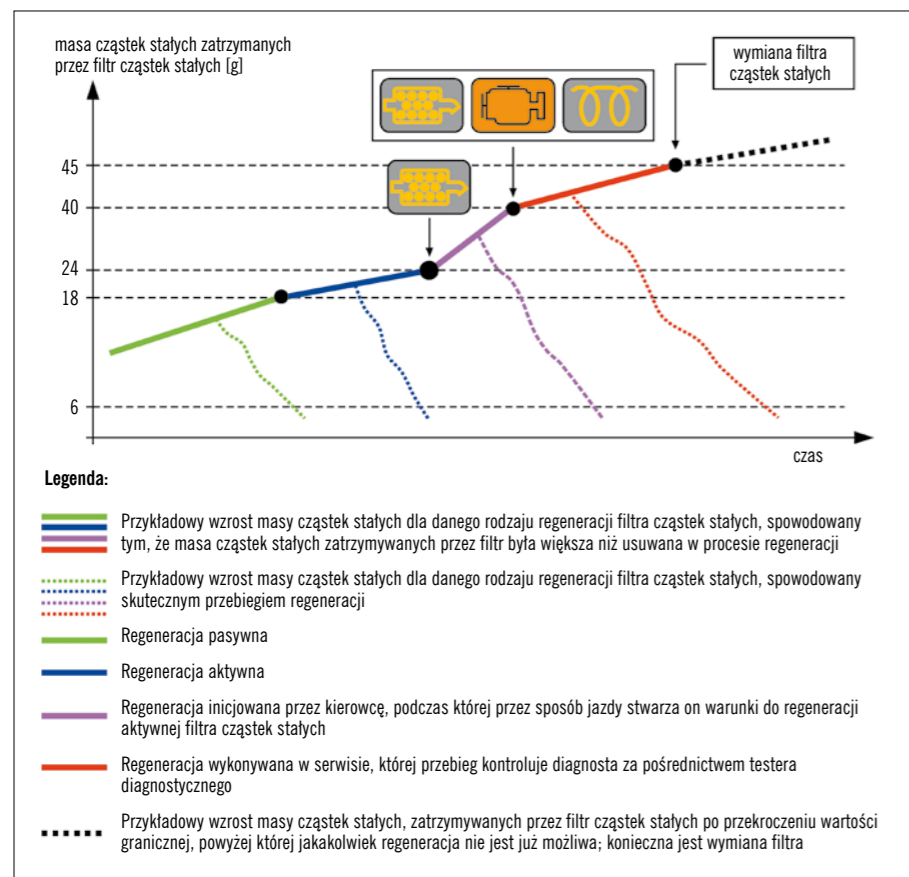 masa cząstek stałych zatrzymanych
przez filtr cząstek stałych [g]
wymiana filtra
cząstek stałych
45
40
24
18
6
czas
Legenda:
Przykładowy wzrost masy cząstek stałych dla danego rodzaju regeneracji filtra cząstek stałych, spowodowany
tym, że masa cząstek stałych zatrzymywanych przez filtr była większa niż usuwana w procesie regeneracji
Przykładowy wzrost masy cząstek stałych dla danego rodzaju regeneracji filtra cząstek stałych, spowodowany
skutecznym przebiegiem regeneracji
Regeneracja pasywna
Regeneracja aktywna
Regeneracja inicjowana przez kierowcę, podczas której przez sposób jazdy stwarza on warunki do regeneracji
aktywnej filtra cząstek stałych
Regeneracja wykonywana w serwisie, której przebieg kontroluje diagnosta za pośrednictwem testera
diagnostycznego
Przykładowy wzrost masy cząstek stałych, zatrzymywanych przez filtr cząstek stałych po przekroczeniu wartości
granicznej, powyżej której jakakolwiek regeneracja nie jest już możliwa; konieczna jest wymiana filtra